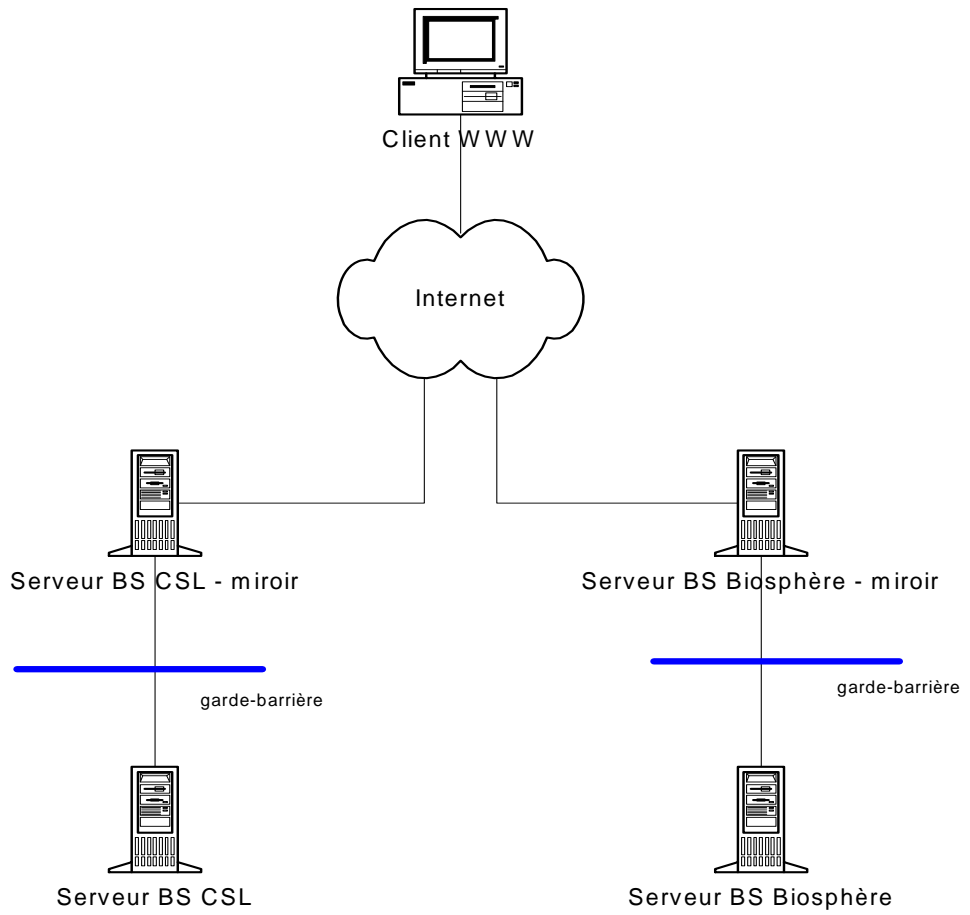 Client WWW
Internet
Serveur BS CSL - miroir
Serveur BS Biosphère - miroir
garde-barrière
garde-barrière
Serveur BS CSL
Serveur BS Biosphère